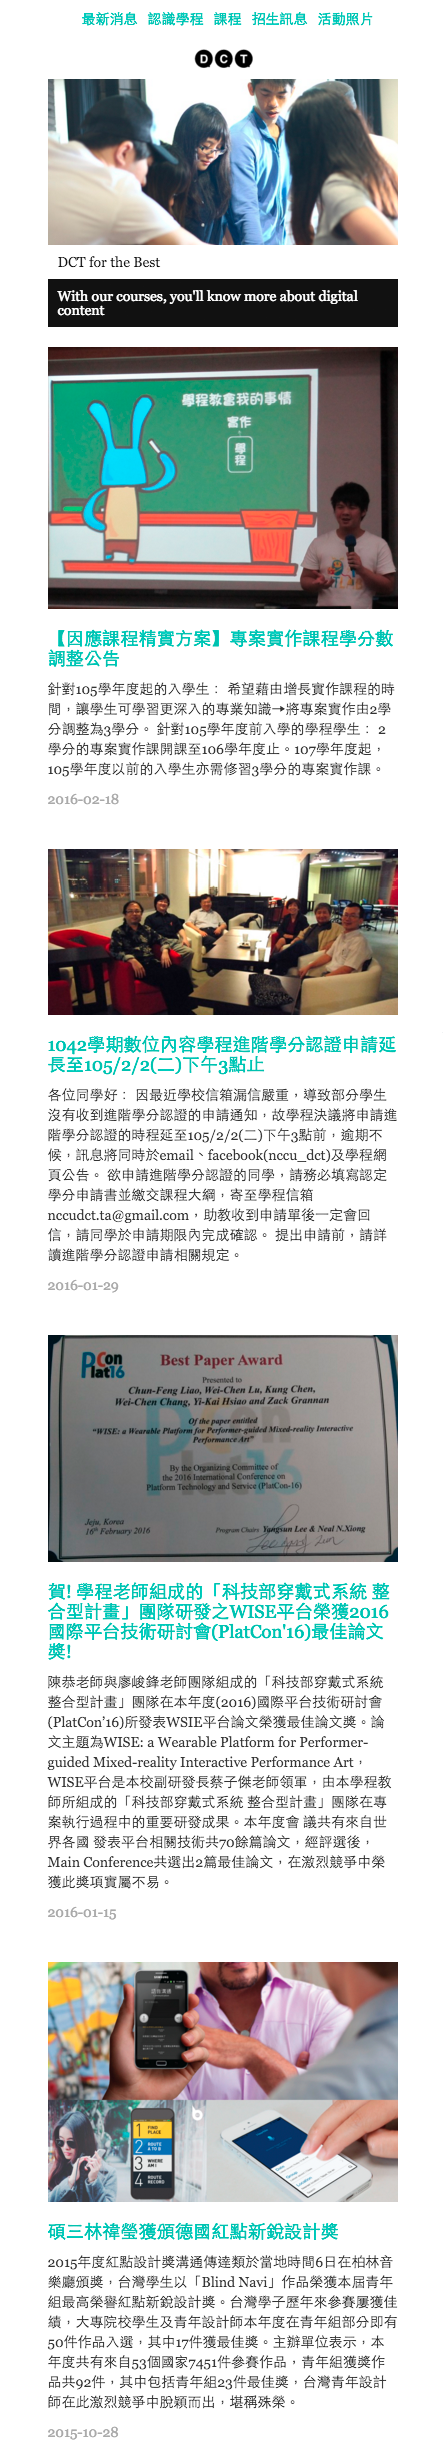 最新消息 認識學程 課程 招生訊息 活動照片
DCT
DCT for the Best
With our courses, you'll know more about digital
content
學程教會我的事情
實作
學程
【因應課程精實方案】專案實作課程學分數
調整公告
針對105學年度起的入學生： 希望藉由增長實作課程的時
間，讓學生可學習更深入的專業知識→將專案實作由2學
分調整為3學分。 針對105學年度前入學的學程學生： 2
學分的專案實作課開課至106學年度止。107學年度起，
105學年度以前的入學生亦需修習3學分的專案實作課。
2016-02-18
1042學期數位內容學程進階學分認證申請延
長至105/2/2(二)下午3點止
各位同學好： 因最近學校信箱漏信嚴重，導致部分學生
沒有收到進階學分認證的申請通知，故學程決議將申請進
階學分認證的時程延至105/2/2(二)下午3點前，逾期不
候，訊息將同時於email、facebook(nccu_dct)及學程網
頁公告。 欲申請進階學分認證的同學，請務必填寫認定
學分申請書並繳交課程大綱，寄至學程信箱
nccudct.ta@gmail.com，助教收到申請單後一定會回
信，請同學於申請期限內完成確認。 提出申請前，請詳
讀進階學分認證申請相關規定。
2016-01-29
PlatCon16
Best Paper Award
Presented to
Chun-Feng Liao, Wei-Chen Lu, Kung Chen,
Wei-Chen Chang, Yi-Kai Hsiao and Zack Grannan
Of the paper entitled
"WISE: a Wearable Platform for Performer-guided Mixed-reality Interactive
Performance Art"
By the Organizing Committee of
the 2016 International Conference on
Platform Technology and Service (PlatCon-16)
Jeju, Korea
16th February 2016
Program Chairs Yangsun Lee & Neal N.Xiong
賀! 學程老師組成的「科技部穿戴式系統 整
合型計畫」團隊研發之WISE平台榮獲2016
國際平台技術研討會(PlatCon'16)最佳論文
獎!
陳恭老師與廖峻鋒老師團隊組成的「科技部穿戴式系統
整合型計畫」團隊在本年度(2016)國際平台技術研討會
(PlatCon’16)所發表WSIE平台論文榮獲最佳論文獎。論
文主題為WISE: a Wearable Platform for Performer-
guided Mixed-reality Interactive Performance Art，
WISE平台是本校副研發長蔡子傑老師領軍，由本學程教
師所組成的「科技部穿戴式系統 整合型計畫」團隊在專
案執行過程中的重要研發成果。本年度會 議共有來自世
界各國 發表平台相關技術共70餘篇論文，經評選後，
Main Conference共選出2篇最佳論文，在激烈競爭中榮
獲此獎項實屬不易。
2016-01-15
SAMSUNG
1 FIND PLACE
2 ROUTE A TO B
3 WHERE AM I
4 ROUTE RECORD
碩三林禕瑩獲頒德國紅點新銳設計獎
2015年度紅點設計獎溝通傳達類於當地時間6日在柏林音
樂廳頒獎，台灣學生以「Blind Navi」作品榮獲本屆青年
組最高榮譽紅點新銳設計獎。台灣學子歷年來參賽屢獲佳
績，大專院校學生及青年設計師本年度在青年組部分即有
50件作品入選，其中17件獲最佳獎。主辦單位表示，本
年度共有來自53個國家7451件參賽作品，青年組獲獎作
品共92件，其中包括青年組23件最佳獎，台灣青年設計
師在此激烈競爭中脫穎而出，堪稱殊榮。
2015-10-28